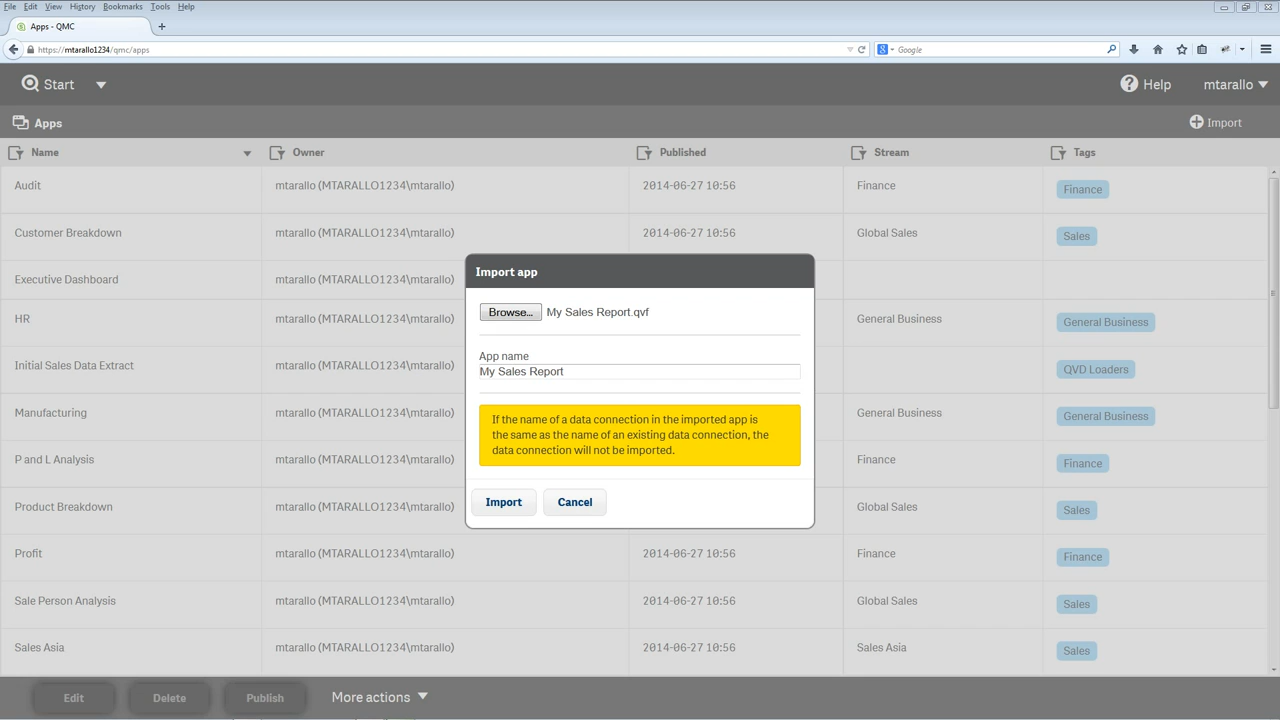 File Edit View History Bookmarks Tools Help
Apps - QMC
https://mtarallo1234/qmc/apps
Google
Start
Help
mtarallo
Apps
Import
Name Owner Published Stream Tags
Audit mtarallo (MTARALLO1234\mtarallo) 2014-06-27 10:56 Finance Finance
Customer Breakdown mtarallo (MTARALLO1234\mtarallo) 2014-06-27 10:56 Global Sales Sales
Executive Dashboard mtarallo (MTARALLO1234\mtarallo)
HR mtarallo (MTARALLO1234\mtarallo) General Business General Business
Initial Sales Data Extract mtarallo (MTARALLO1234\mtarallo) QVD Loaders
Manufacturing mtarallo (MTARALLO1234\mtarallo) General Business General Business
P and L Analysis mtarallo (MTARALLO1234\mtarallo) Finance Finance
Product Breakdown mtarallo (MTARALLO1234\mtarallo) Global Sales Sales
Profit mtarallo (MTARALLO1234\mtarallo) 2014-06-27 10:56 Finance Finance
Sale Person Analysis mtarallo (MTARALLO1234\mtarallo) 2014-06-27 10:56 Global Sales Sales
Sales Asia mtarallo (MTARALLO1234\mtarallo) 2014-06-27 10:56 Sales Asia Sales
Import app
Browse... My Sales Report.qvf
App name
My Sales Report
If the name of a data connection in the imported app is
the same as the name of an existing data connection, the
data connection will not be imported.
Import Cancel
Edit Delete Publish More actions